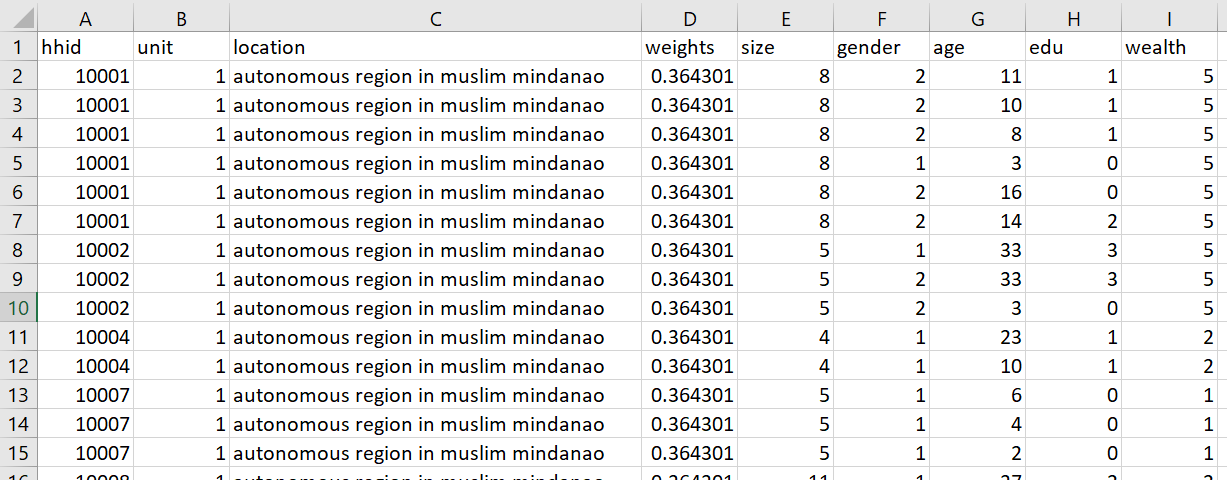 A B C D E F G H I
1 hhid unit location weights size gender age edu wealth
2 10001 1 autonomous region in muslim mindanao 0.364301 8 2 11 1 5
3 10001 1 autonomous region in muslim mindanao 0.364301 8 2 10 1 5
4 10001 1 autonomous region in muslim mindanao 0.364301 8 2 8 1 5
5 10001 1 autonomous region in muslim mindanao 0.364301 8 1 3 0 5
6 10001 1 autonomous region in muslim mindanao 0.364301 8 2 16 0 5
7 10001 1 autonomous region in muslim mindanao 0.364301 8 2 14 2 5
8 10002 1 autonomous region in muslim mindanao 0.364301 5 1 33 3 5
9 10002 1 autonomous region in muslim mindanao 0.364301 5 2 33 3 5
10 10002 1 autonomous region in muslim mindanao 0.364301 5 2 3 0 5
11 10004 1 autonomous region in muslim mindanao 0.364301 4 1 23 1 2
12 10004 1 autonomous region in muslim mindanao 0.364301 4 1 10 1 2
13 10007 1 autonomous region in muslim mindanao 0.364301 5 1 6 0 1
14 10007 1 autonomous region in muslim mindanao 0.364301 5 1 4 0 1
15 10007 1 autonomous region in muslim mindanao 0.364301 5 1 2 0 1